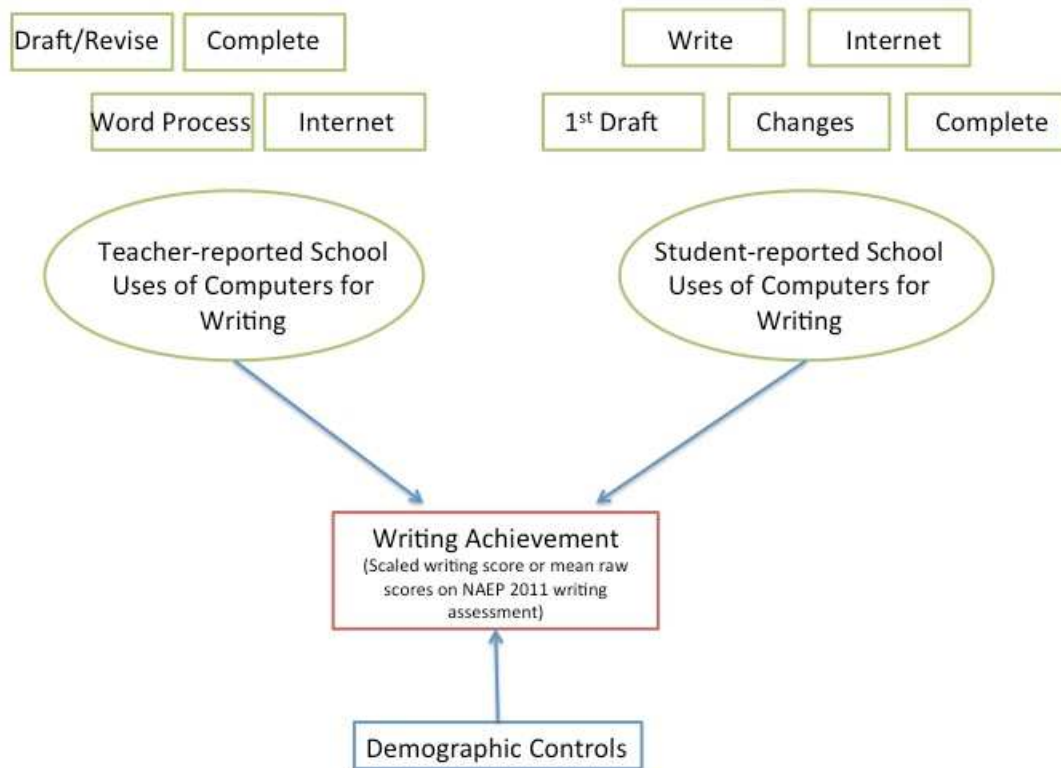 Draft/Revise
Complete
Write
Internet
Word Process
Internet
1st Draft
Changes
Complete
Teacher-reported School
Uses of Computers for
Writing
Student-reported School
Uses of Computers for
Writing
Writing Achievement
(Scaled writing score or mean raw
scores on NAEP 2011 writing
assessment)
Demographic Controls